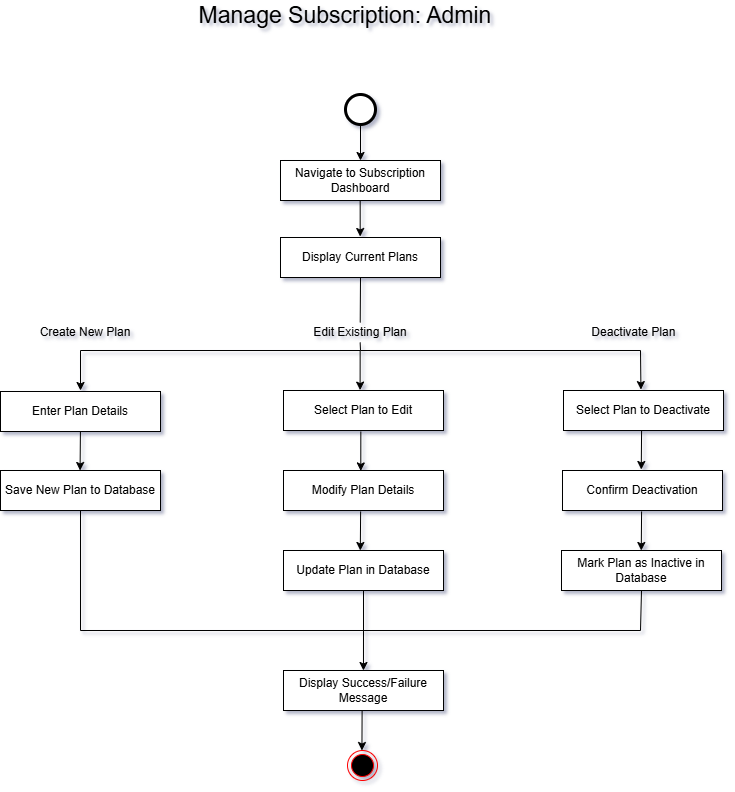 Manage Subscription: Admin
Navigate to Subscription
Dashboard
Display Current Plans
Create New Plan
Edit Existing Plan
Deactivate Plan
Enter Plan Details
Select Plan to Edit
Select Plan to Deactivate
Save New Plan to Database
Modify Plan Details
Confirm Deactivation
Update Plan in Database
Mark Plan as Inactive in
Database
Display Success/Failure
Message